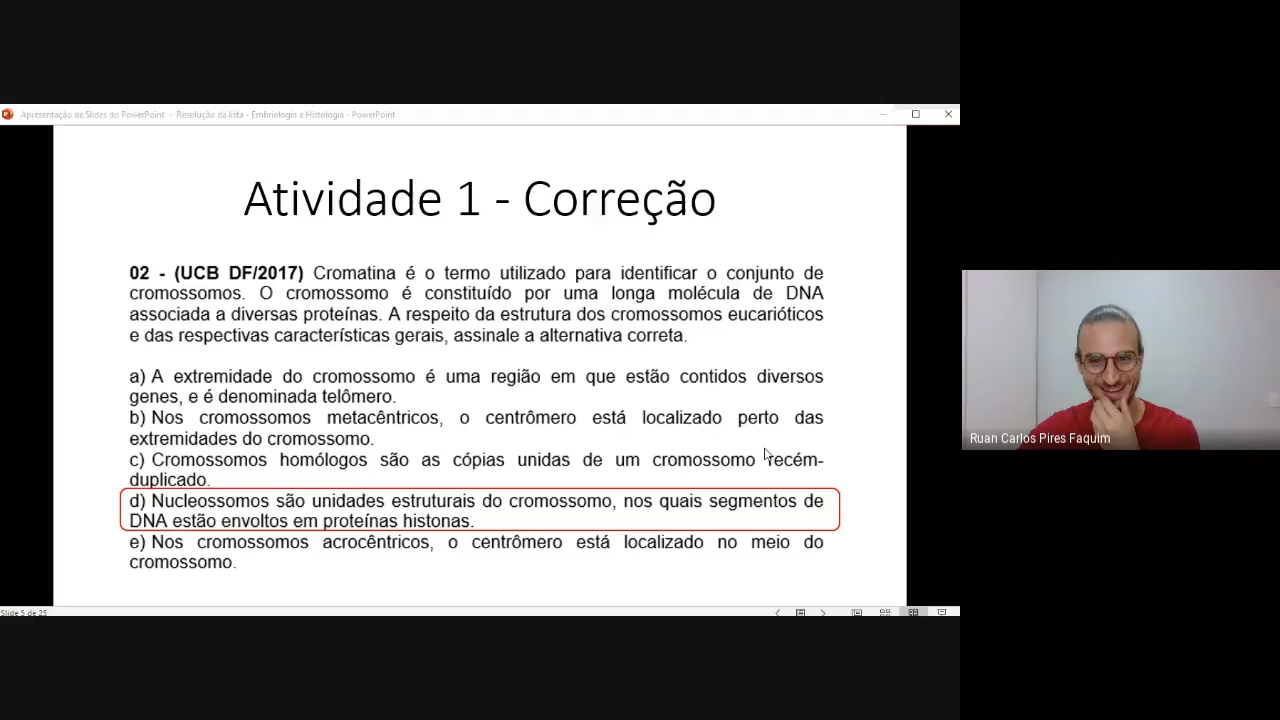 Apresentação de Slides do PowerPoint - Resolução da lista - Embriologia e Histologia - PowerPoint
Atividade 1 - Correção
02 - (UCB DF/2017) Cromatina é o termo utilizado para identificar o conjunto de
cromossomos. O cromossomo é constituído por uma longa molécula de DNA
associada a diversas proteínas. A respeito da estrutura dos cromossomos eucarióticos
e das respectivas características gerais, assinale a alternativa correta.
a) A extremidade do cromossomo é uma região em que estão contidos diversos
genes, e é denominada telômero.
b) Nos cromossomos metacêntricos, o centrômero está localizado perto das
extremidades do cromossomo.
c) Cromossomos homólogos são as cópias unidas de um cromossomo recém-
duplicado.
d) Nucleossomos são unidades estruturais do cromossomo, nos quais segmentos de
DNA estão envoltos em proteínas histonas.
e) Nos cromossomos acrocêntricos, o centrômero está localizado no meio do
cromossomo.
Slide 5 de 25
Ruan Carlos Pires Faquim